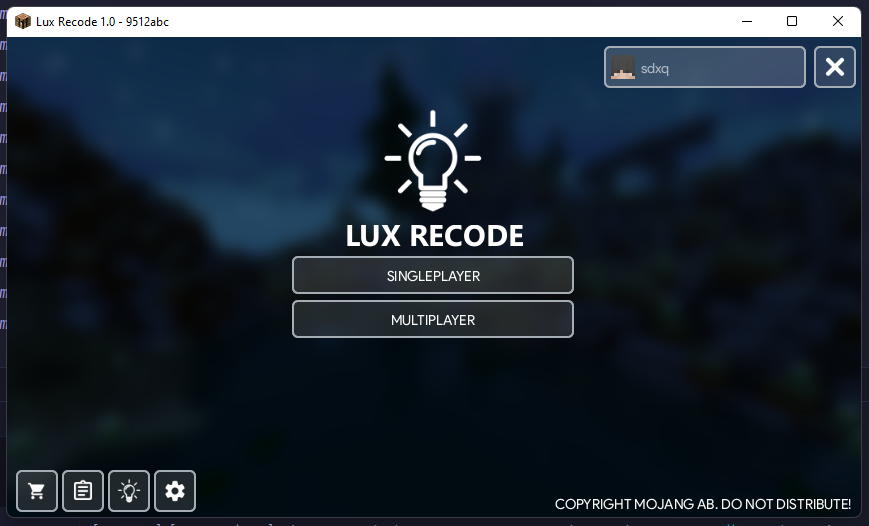 Lux Recode 1.0 - 9512abc
sdxq
LUX RECODE
SINGLEPLAYER
MULTIPLAYER
COPYRIGHT MOJANG AB. DO NOT DISTRIBUTE!